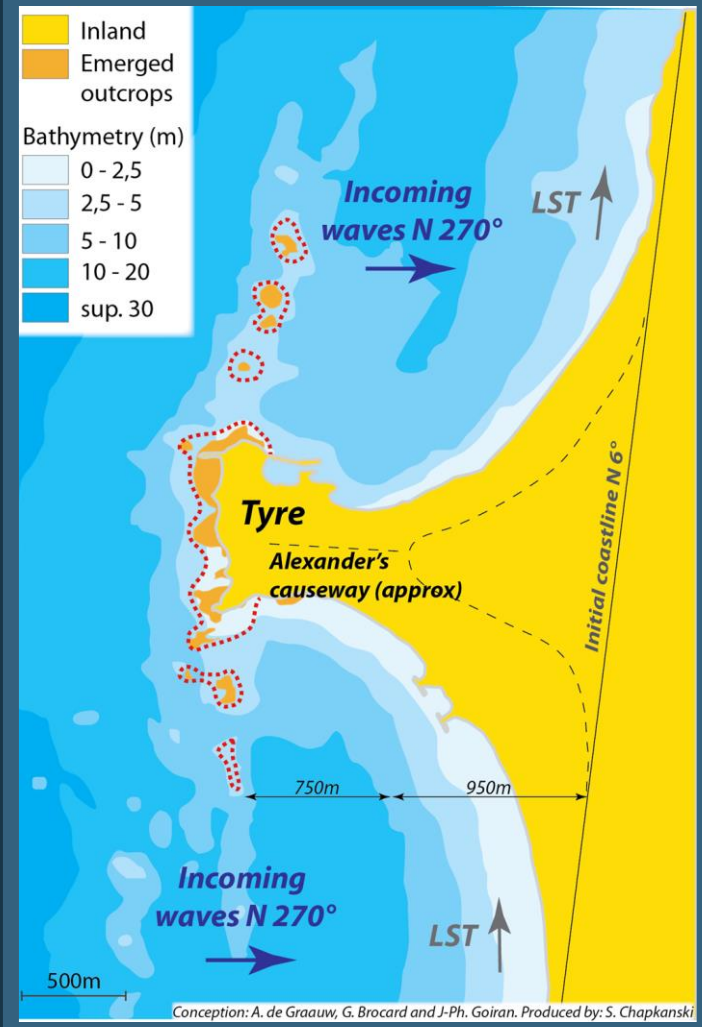 Inland
Emerged
outcrops
Bathymetry (m)
0 - 2,5
2,5 - 5
5 - 10
10 - 20
sup. 30
Incoming
waves N 270°
LST
Tyre
Alexander's
causeway (approx)
Initial coastline N 6°
750m
950m
Incoming
waves N 270°
LST
500m
Conception: A. de Graauw, G. Brocard and J-Ph. Goiran. Produced by: S. Chapkanski